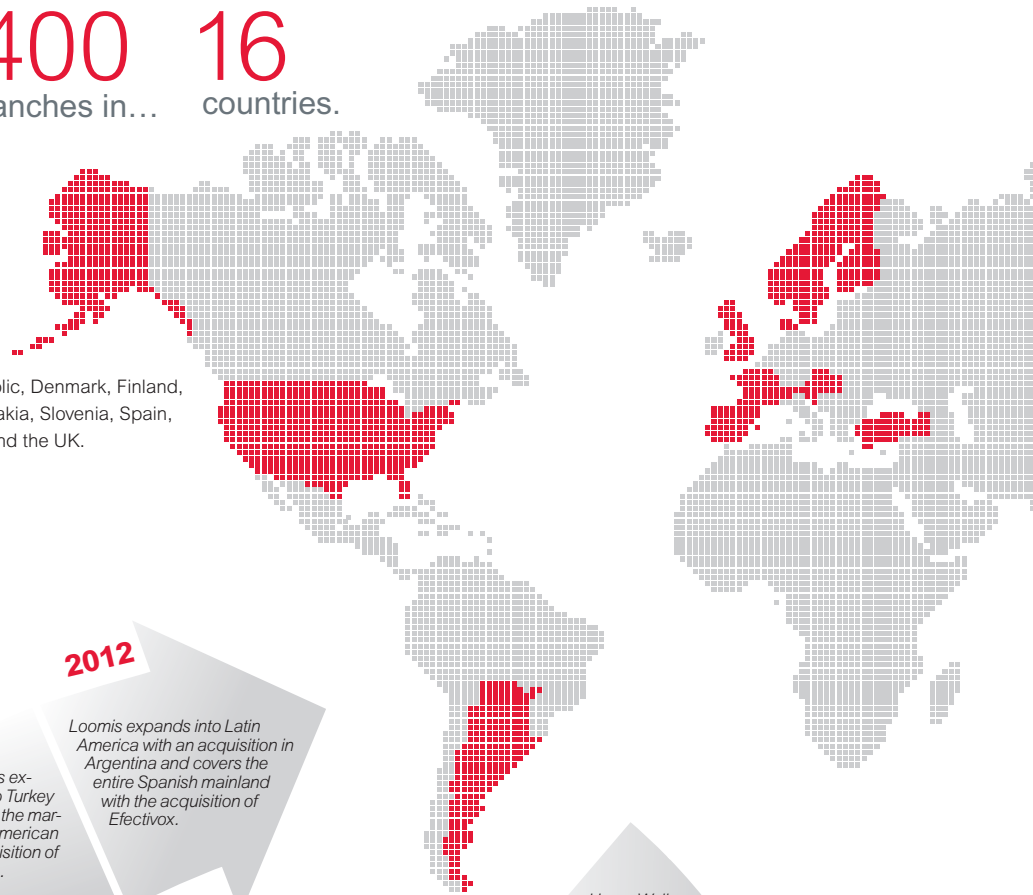 400 16
anches in… countries.
lic, Denmark, Finland,
akia, Slovenia, Spain,
nd the UK.
2012
Loomis expands into Latin
America with an acquisition in
Argentina and covers the
entire Spanish mainland
with the acquisition of
Efectivox.
s ex-
Turkey
the mar-
merican
isition of